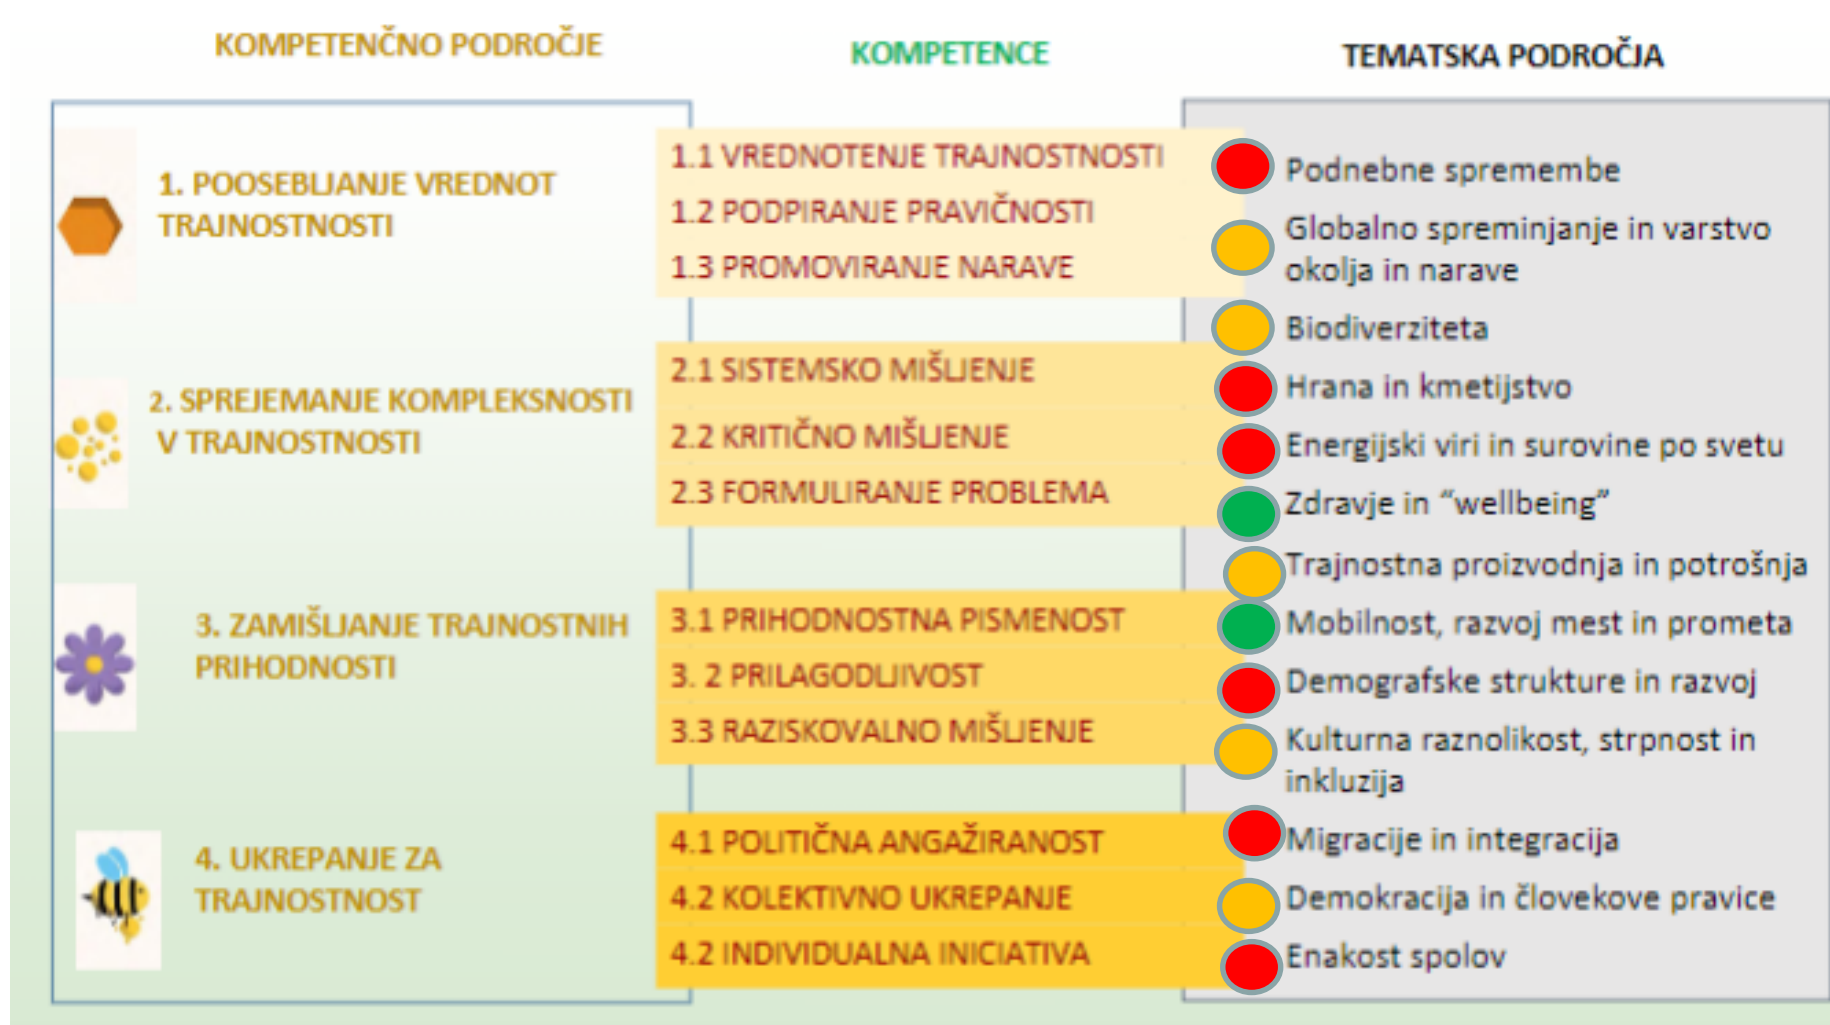 KOMPETENČNO PODROČJE
KOMPETENCE
TEMATSKA PODROČJA
1. POOSEBLJANJE VREDNOT
TRAJNOSTNOSTI
1.1 VREDNOTENJE TRAJNOSTNOSTI
1.2 PODPIRANJE PRAVIČNOSTI
1.3 PROMOVIRANJE NARAVE
2. SPREJEMANJE KOMPLEKSNOSTI
V TRAJNOSTNOSTI
2.1 SISTEMSKO MIŠLJENJE
2.2 KRITIČNO MIŠLJENJE
2.3 FORMULIRANJE PROBLEMA
3. ZAMIŠLJANJE TRAJNOSTNIH
PRIHODNOSTI
3.1 PRIHODNOSTNA PISMENOST
3. 2 PRILAGODLJIVOST
3.3 RAZISKOVALNO MIŠLJENJE
4. UKREPANJE ZA
TRAJNOSTNOST
4.1 POLITIČNA ANGAŽIRANOST
4.2 KOLEKTIVNO UKREPANJE
4.2 INDIVIDUALNA INICIATIVA
Podnebne spremembe
Globalno spreminjanje in varstvo
okolja in narave
Biodiverziteta
Hrana in kmetijstvo
Energijski viri in surovine po svetu
Zdravje in “wellbeing”
Trajnostna proizvodnja in potrošnja
Mobilnost, razvoj mest in prometa
Demografske strukture in razvoj
Kulturna raznolikost, strpnost in
inkluzija
Migracije in integracija
Demokracija in človekove pravice
Enakost spolov